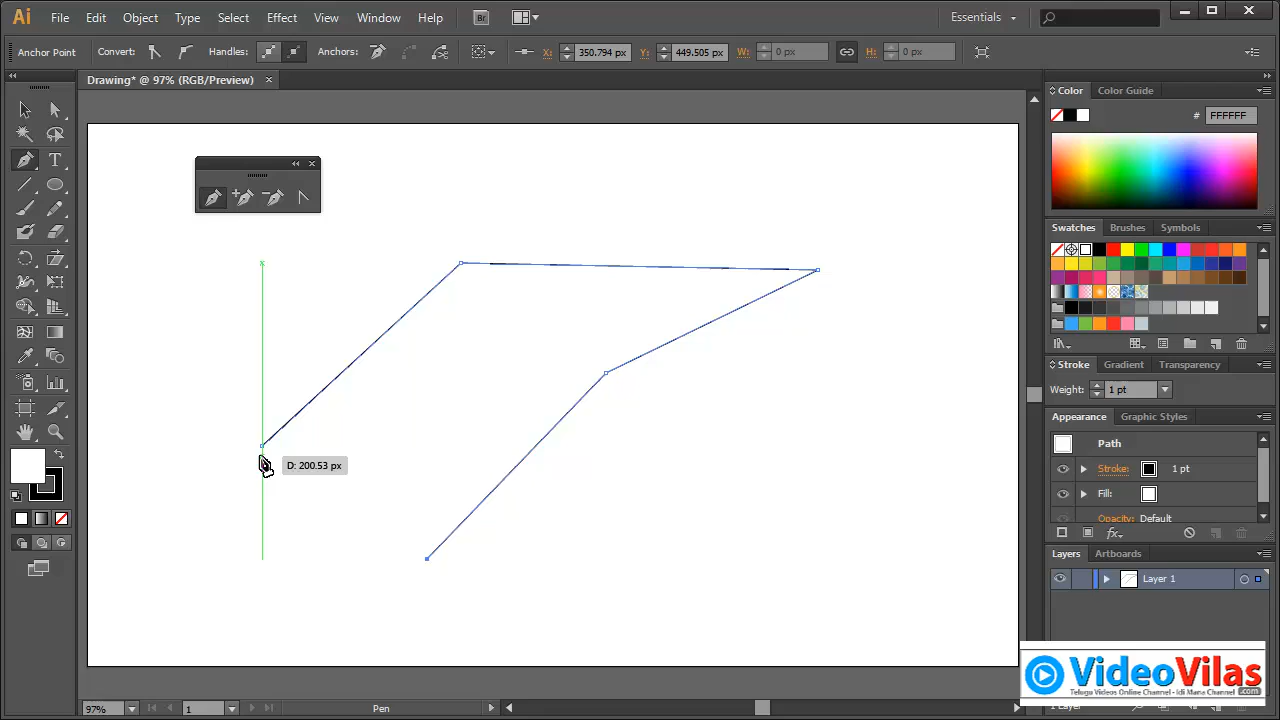 Ai File Edit Object Type Select Effect View Window Help Br Essentials
Anchor Point Convert: Handles: Anchors: X: 350.794 px Y: 449.505 px W: 0 px H: 0 px
Drawing* @ 97% (RGB/Preview)
Color Color Guide
# FFFFFF
T
Swatches Brushes Symbols
Stroke Gradient Transparency
Weight: 1 pt
Appearance Graphic Styles
Path
Stroke: 1 pt
Fill:
Opacity: Default
fx
D: 200.53 px
Layers Artboards
Layer 1
VideoVilas
.com
Telugu Videos Online Channel - Idi Mana Channel
1 Layer
97% 1 Pen